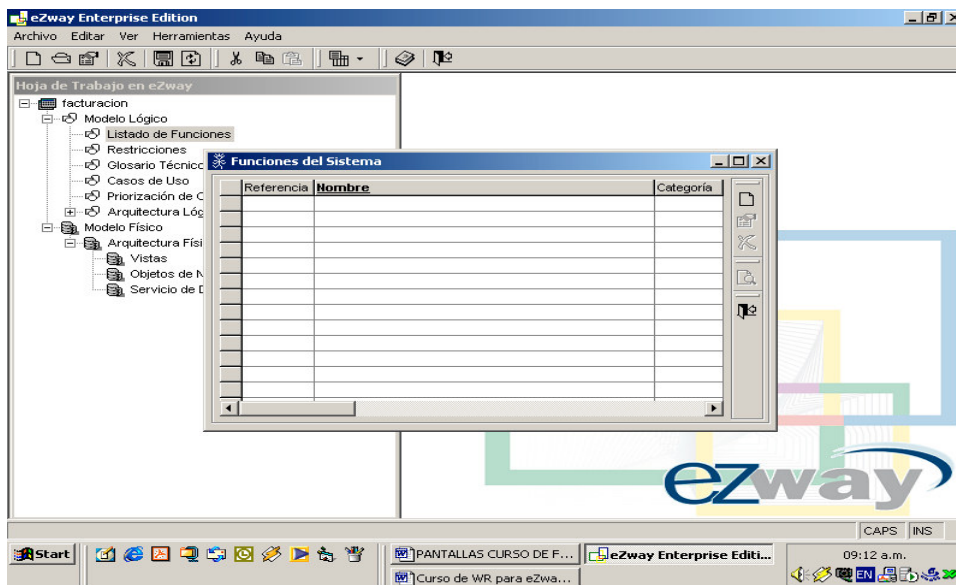 eZway Enterprise Edition
Archivo Editar Ver Herramientas Ayuda
Hoja de Trabajo en eZway
facturacion
Modelo Lógico
Listado de Funciones
Restricciones
Glosario Técnico
Casos de Uso
Priorización de C
Arquitectura Lóg
Modelo Físico
Arquitectura Físi
Vistas
Objetos de N
Servicio de D
Funciones del Sistema
Referencia Nombre Categoría
eZway
CAPS INS
Start PANTALLAS CURSO DE F... eZway Enterprise Editi... 09:12 a.m.
Curso de WR para eZwa... EN